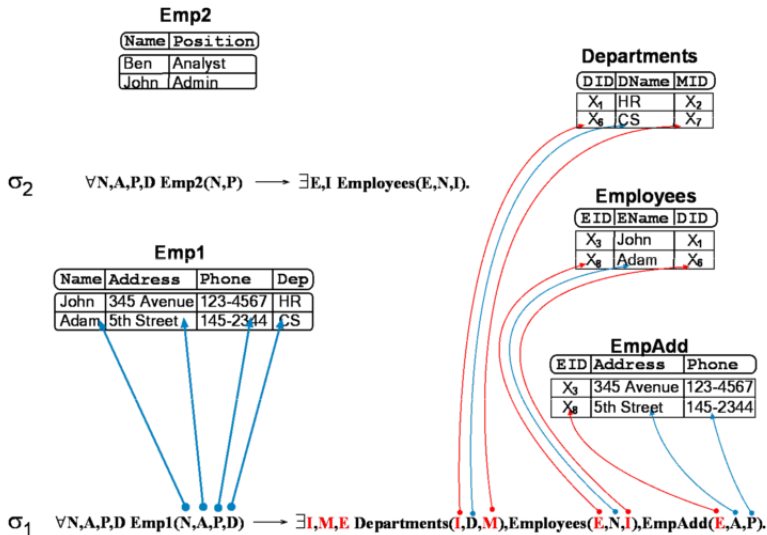 Emp2
Name Position
Ben Analyst
John Admin
Departments
DID DName MID
X1 HR X2
X6 CS X7
σ2 ∀N,A,P,D Emp2(N,P) → ∃E,I Employees(E,N,I).
Employees
EID EName DID
X3 John X1
X8 Adam X6
Emp1
Name Address Phone Dep
John 345 Avenue 123-4567 HR
Adam 5th Street 145-2344 CS
EmpAdd
EID Address Phone
X3 345 Avenue 123-4567
X8 5th Street 145-2344
σ1 ∀N,A,P,D Emp1(N,A,P,D) → ∃I,M,E Departments(I,D,M),Employees(E,N,I),EmpAdd(E,A,P).